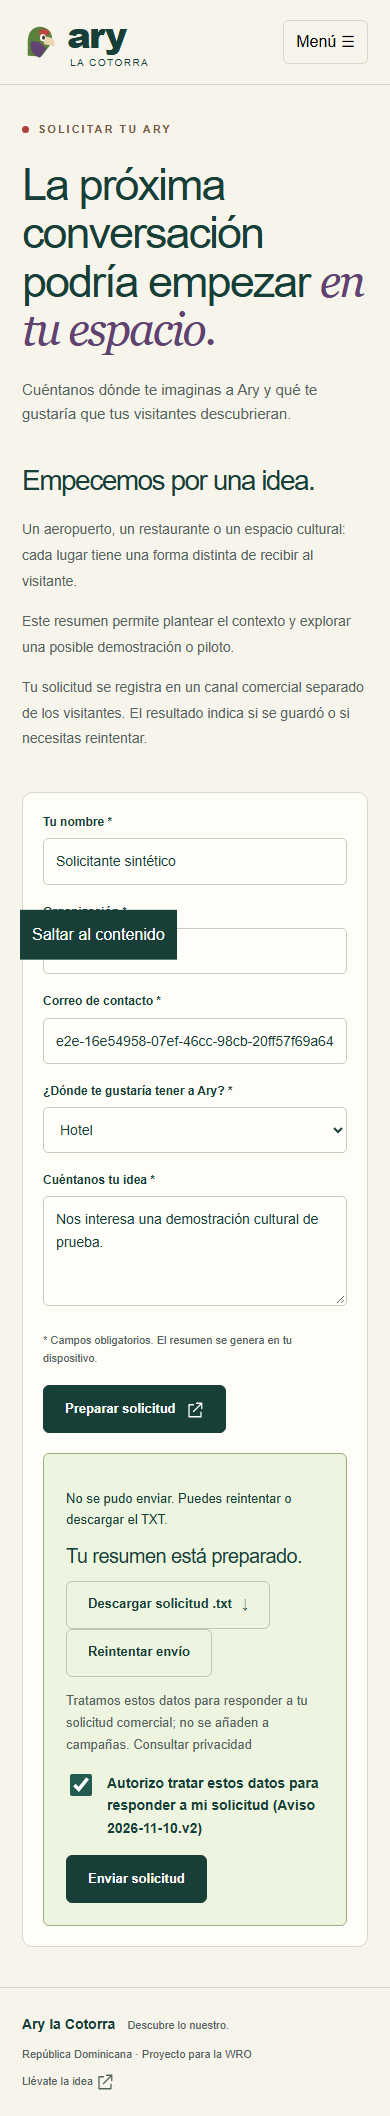 ary
LA COTORRA
Menú ☰
SOLICITAR TU ARY
La próxima
conversación
podría empezar en
tu espacio.
Cuéntanos dónde te imaginas a Ary y qué te
gustaría que tus visitantes descubrieran.
Empecemos por una idea.
Un aeropuerto, un restaurante o un espacio cultural:
cada lugar tiene una forma distinta de recibir al
visitante.
Este resumen permite plantear el contexto y explorar
una posible demostración o piloto.
Tu solicitud se registra en un canal comercial separado
de los visitantes. El resultado indica si se guardó o si
necesitas reintentar.
Tu nombre *
Solicitante sintético
Saltar al contenido
Correo de contacto *
e2e-16e54958-07ef-46cc-98cb-20ff57f69a64
¿Dónde te gustaría tener a Ary? *
Hotel
Cuéntanos tu idea *
Nos interesa una demostración cultural de
prueba.
* Campos obligatorios. El resumen se genera en tu
dispositivo.
Preparar solicitud
No se pudo enviar. Puedes reintentar o
descargar el TXT.
Tu resumen está preparado.
Descargar solicitud .txt ↓
Reintentar envío
Tratamos estos datos para responder a tu
solicitud comercial; no se añaden a
campañas. Consultar privacidad
Autorizo tratar estos datos para
responder a mi solicitud (Aviso
2026-11-10.v2)
Enviar solicitud
Ary la Cotorra Descubre lo nuestro.
República Dominicana · Proyecto para la WRO
Llévate la idea